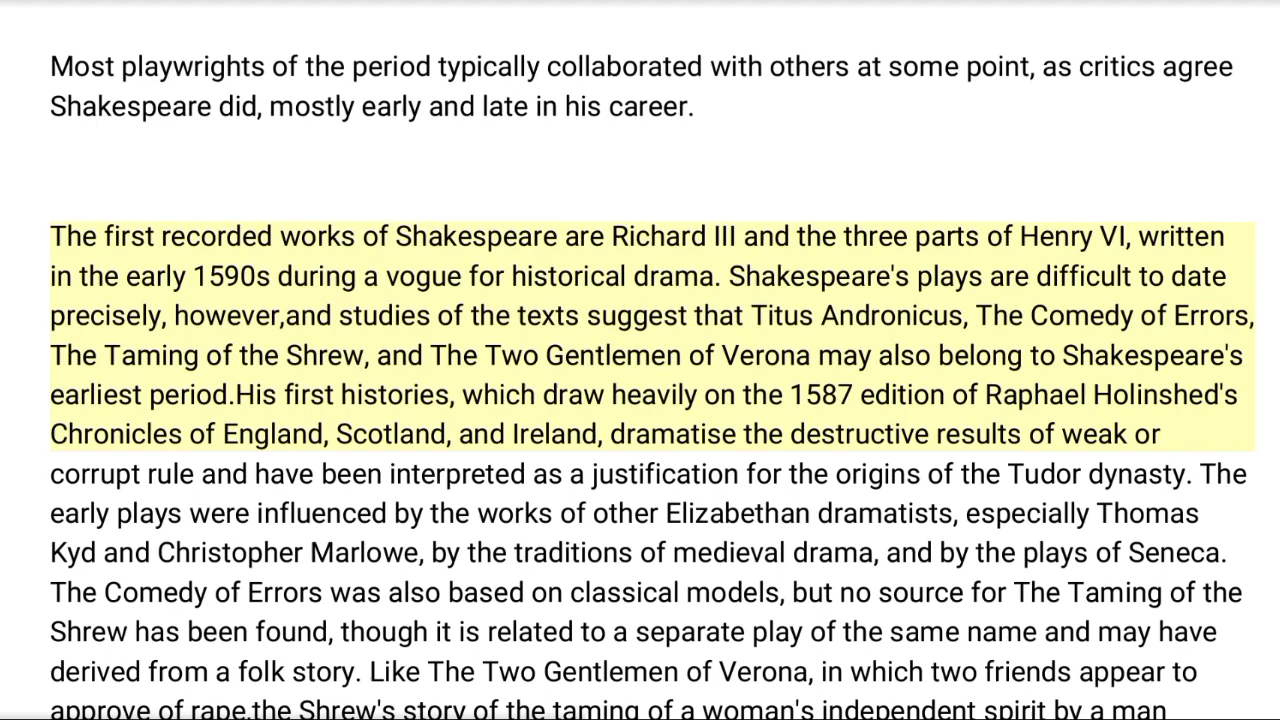 Most playwrights of the period typically collaborated with others at some point, as critics agree
Shakespeare did, mostly early and late in his career.
The first recorded works of Shakespeare are Richard III and the three parts of Henry VI, written
in the early 1590s during a vogue for historical drama. Shakespeare's plays are difficult to date
precisely, however,and studies of the texts suggest that Titus Andronicus, The Comedy of Errors,
The Taming of the Shrew, and The Two Gentlemen of Verona may also belong to Shakespeare's
earliest period.His first histories, which draw heavily on the 1587 edition of Raphael Holinshed's
Chronicles of England, Scotland, and Ireland, dramatise the destructive results of weak or
corrupt rule and have been interpreted as a justification for the origins of the Tudor dynasty. The
early plays were influenced by the works of other Elizabethan dramatists, especially Thomas
Kyd and Christopher Marlowe, by the traditions of medieval drama, and by the plays of Seneca.
The Comedy of Errors was also based on classical models, but no source for The Taming of the
Shrew has been found, though it is related to a separate play of the same name and may have
derived from a folk story. Like The Two Gentlemen of Verona, in which two friends appear to
approve of rape,the Shrew's story of the taming of a woman's independent spirit by a man